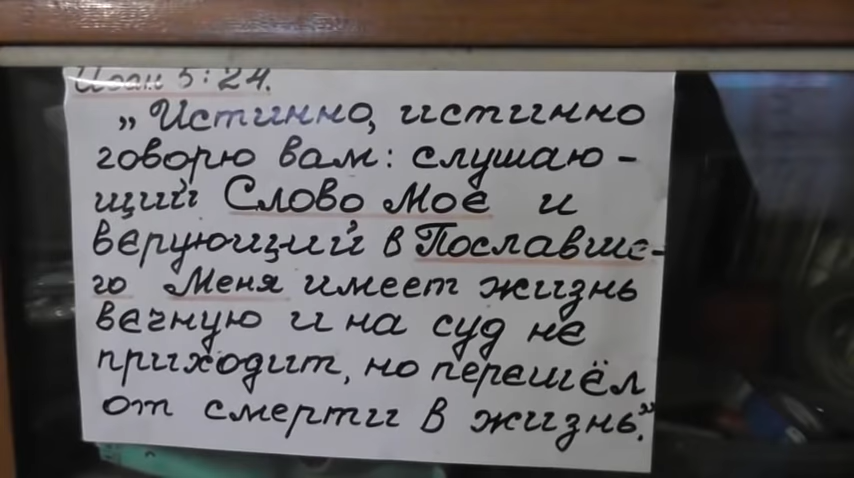 Иоан 5:24.
„Истинно, истинно
говорю вам: слушаю-
щий Слово Моё и
верующий в Пославше-
го Меня имеет жизнь
вечную и на суд не
приходит, но перешёл
от смерти в жизнь."